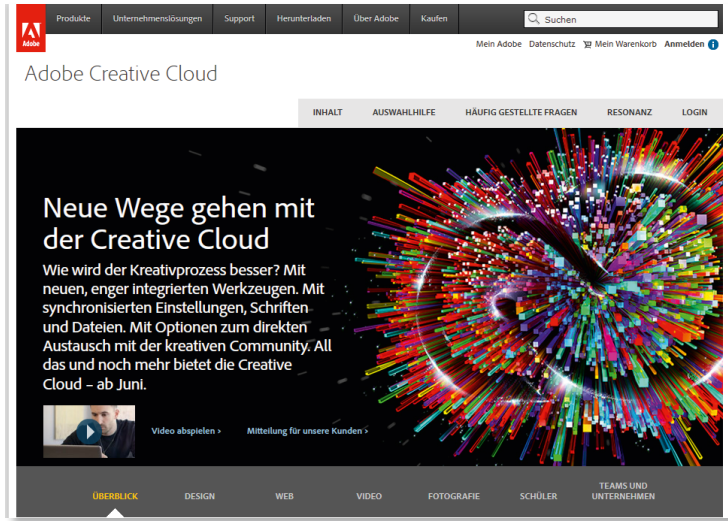 Produkte Unternehmenslösungen Support Herunterladen Über Adobe Kaufen Suchen
Adobe
Mein Adobe Datenschutz Mein Warenkorb Anmelden i
Adobe Creative Cloud
INHALT AUSWAHLHILFE HÄUFIG GESTELLTE FRAGEN RESONANZ LOGIN
Neue Wege gehen mit
der Creative Cloud
Wie wird der Kreativprozess besser? Mit
neuen, enger integrierten Werkzeugen. Mit
synchronisierten Einstellungen, Schriften
und Dateien. Mit Optionen zum direkten
Austausch mit der kreativen Community. All
das und noch mehr bietet die Creative
Cloud – ab Juni.
Video abspielen › Mitteilung für unsere Kunden ›
ÜBERBLICK DESIGN WEB VIDEO FOTOGRAFIE SCHÜLER TEAMS UND
UNTERNEHMEN